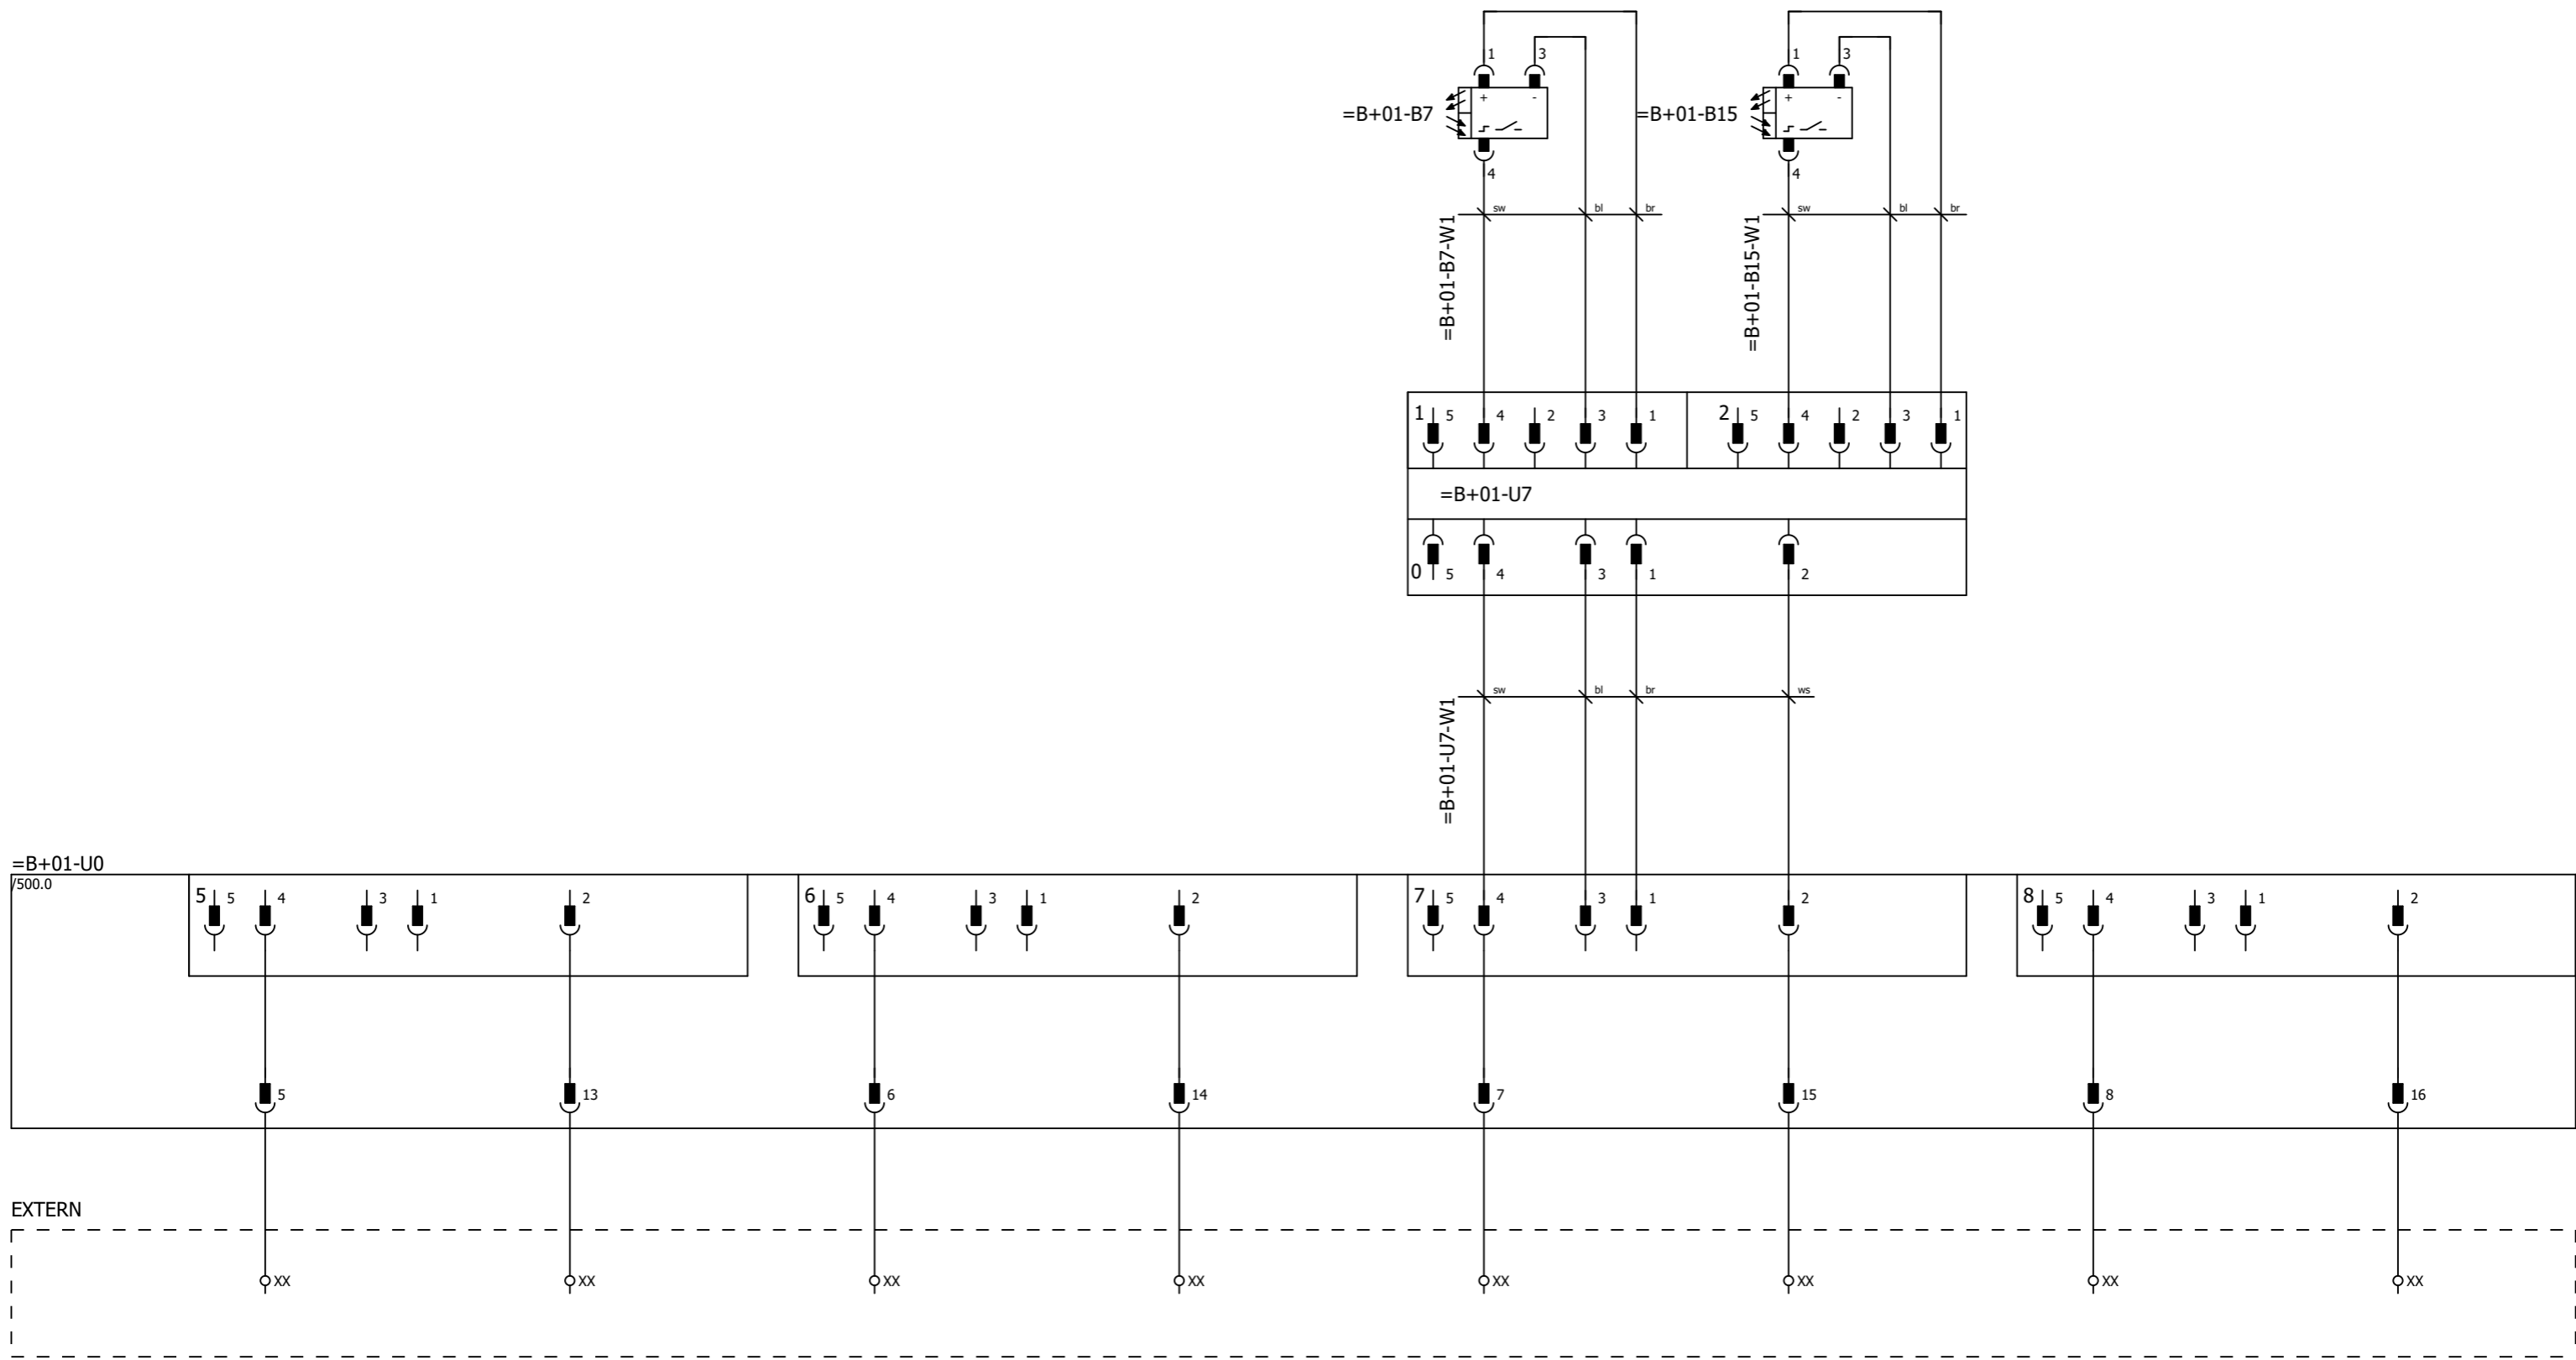 1 3 1 3
=B+01-B7 + - =B+01-B15 + -
4 4
sw bl br sw bl br
=B+01-B7-W1 =B+01-B15-W1
1 5 4 2 3 1 2 5 4 2 3 1
=B+01-U7
0 5 4 3 1 2
sw bl br ws
=B+01-U7-W1
=B+01-U0
/500.0
5 5 4 3 1 2 6 5 4 3 1 2 7 5 4 3 1 2 8 5 4 3 1 2
5 13 6 14 7 15 8 16
EXTERN
XX XX XX XX XX XX XX XX